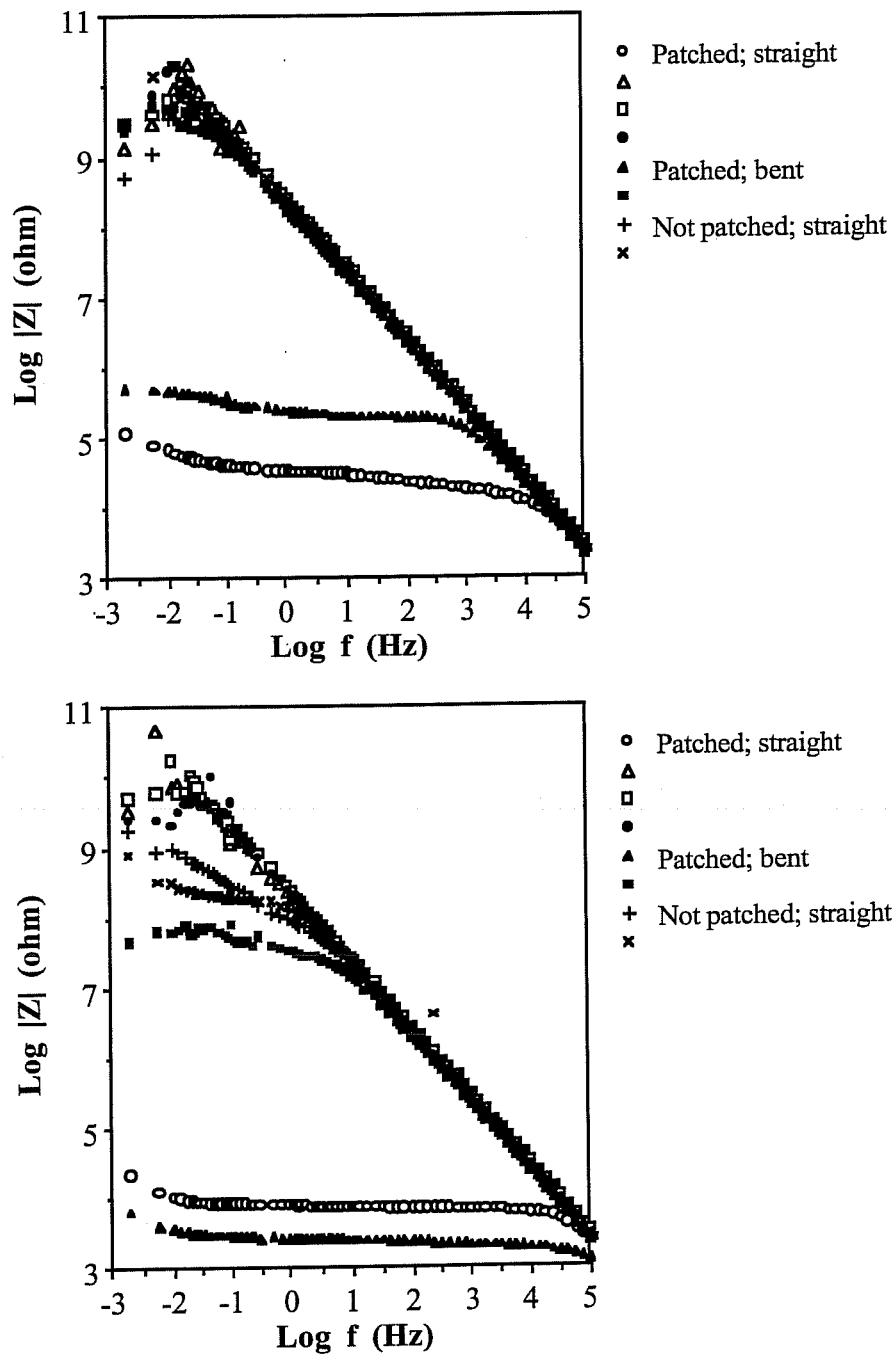 11
9
7
5
3
Log |Z| (ohm)
-3 -2 -1 0 1 2 3 4 5
Log f (Hz)
Patched; straight
Patched; bent
Not patched; straight
11
9
7
5
3
Log |Z| (ohm)
-3 -2 -1 0 1 2 3 4 5
Log f (Hz)
Patched; straight
Patched; bent
Not patched; straight